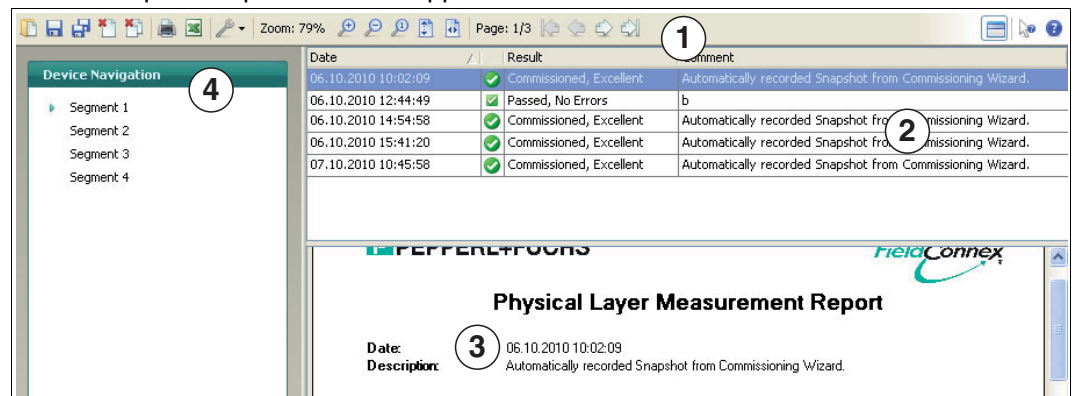 Zoom: 79% Page: 1/3
1
Date Result Comment
Device Navigation
4
06.10.2010 10:02:09 Commissioned, Excellent Automatically recorded Snapshot from Commissioning Wizard.
06.10.2010 12:44:49 Passed, No Errors b
Segment 1
06.10.2010 14:54:58 Commissioned, Excellent Automatically recorded Snapshot from Commissioning Wizard.
2
Segment 2
06.10.2010 15:41:20 Commissioned, Excellent Automatically recorded Snapshot from Commissioning Wizard.
Segment 3
07.10.2010 10:45:58 Commissioned, Excellent Automatically recorded Snapshot from Commissioning Wizard.
Segment 4
PEPPERL+FUCHS FieldConnex
Physical Layer Measurement Report
Date: 06.10.2010 10:02:09
3
Description: Automatically recorded Snapshot from Commissioning Wizard.